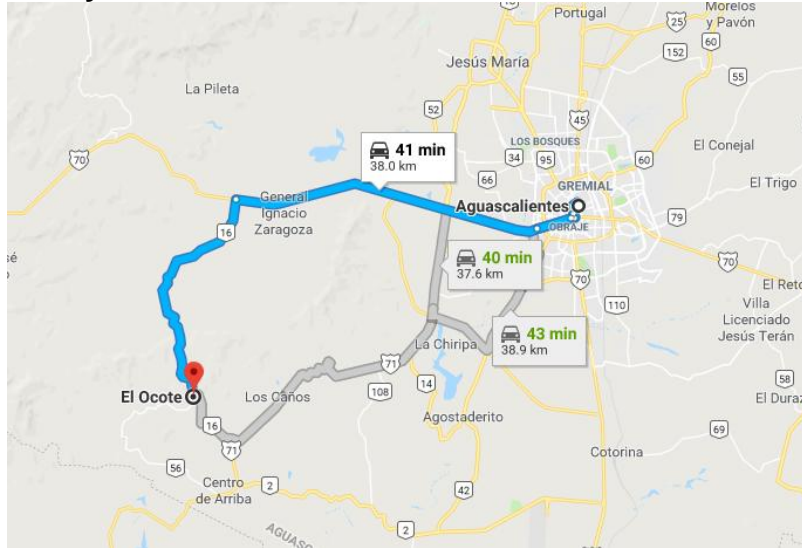 Portugal
Morelos
y Pavón
25
60
152
55
Jesús María
La Pileta
52
45
LOS BOSQUES
34
95
60
El Conejal
70
41 min
38.0 km
66
GREMIAL
El Trigo
General
Ignacio
Zaragoza
Aguascalientes
79
16
OBRAJE
sé
40 min
37.6 km
70
70
El Reto
110
Villa
Licenciado
Jesús Terán
43 min
38.9 km
La Chiripa
71
14
58
El Ocote
Los Caños
108
El Duraz
Agostaderito
16
69
71
Cotorina
56
Centro
de Arriba
2
42
2
AGUASC